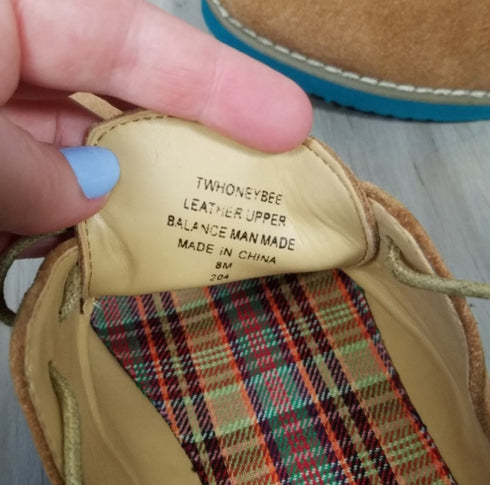 TWHONEYBEE
LEATHER UPPER
BALANCE MAN MADE
MADE IN CHINA
8M
204